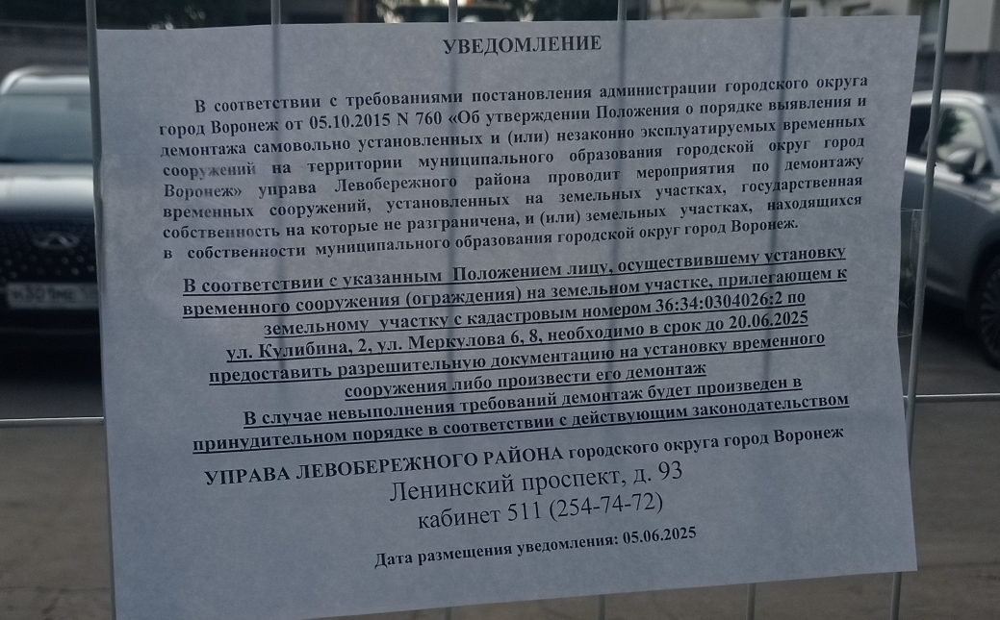 УВЕДОМЛЕНИЕ
В соответствии с требованиями постановления администрации городского округа
город Воронеж от 05.10.2015 N 760 «Об утверждении Положения о порядке выявления и
демонтажа самовольно установленных и (или) незаконно эксплуатируемых временных
сооружений на территории муниципального образования городской округ город
Воронеж» управа Левобережного района проводит мероприятия по демонтажу
временных сооружений, установленных на земельных участках, государственная
собственность на которые не разграничена, и (или) земельных участках, находящихся
в собственности муниципального образования городской округ город Воронеж.
В соответствии с указанным Положением лицу, осуществившему установку
временного сооружения (ограждения) на земельном участке, прилегающем к
земельному участку с кадастровым номером 36:34:0304026:2 по
ул. Кулибина, 2, ул. Меркулова 6, 8, необходимо в срок до 20.06.2025
предоставить разрешительную документацию на установку временного
сооружения либо произвести его демонтаж
В случае невыполнения требований демонтаж будет произведен в
принудительном порядке в соответствии с действующим законодательством
УПРАВА ЛЕВОБЕРЕЖНОГО РАЙОНА городского округа город Воронеж
Ленинский проспект, д. 93
кабинет 511 (254-74-72)
Дата размещения уведомления: 05.06.2025